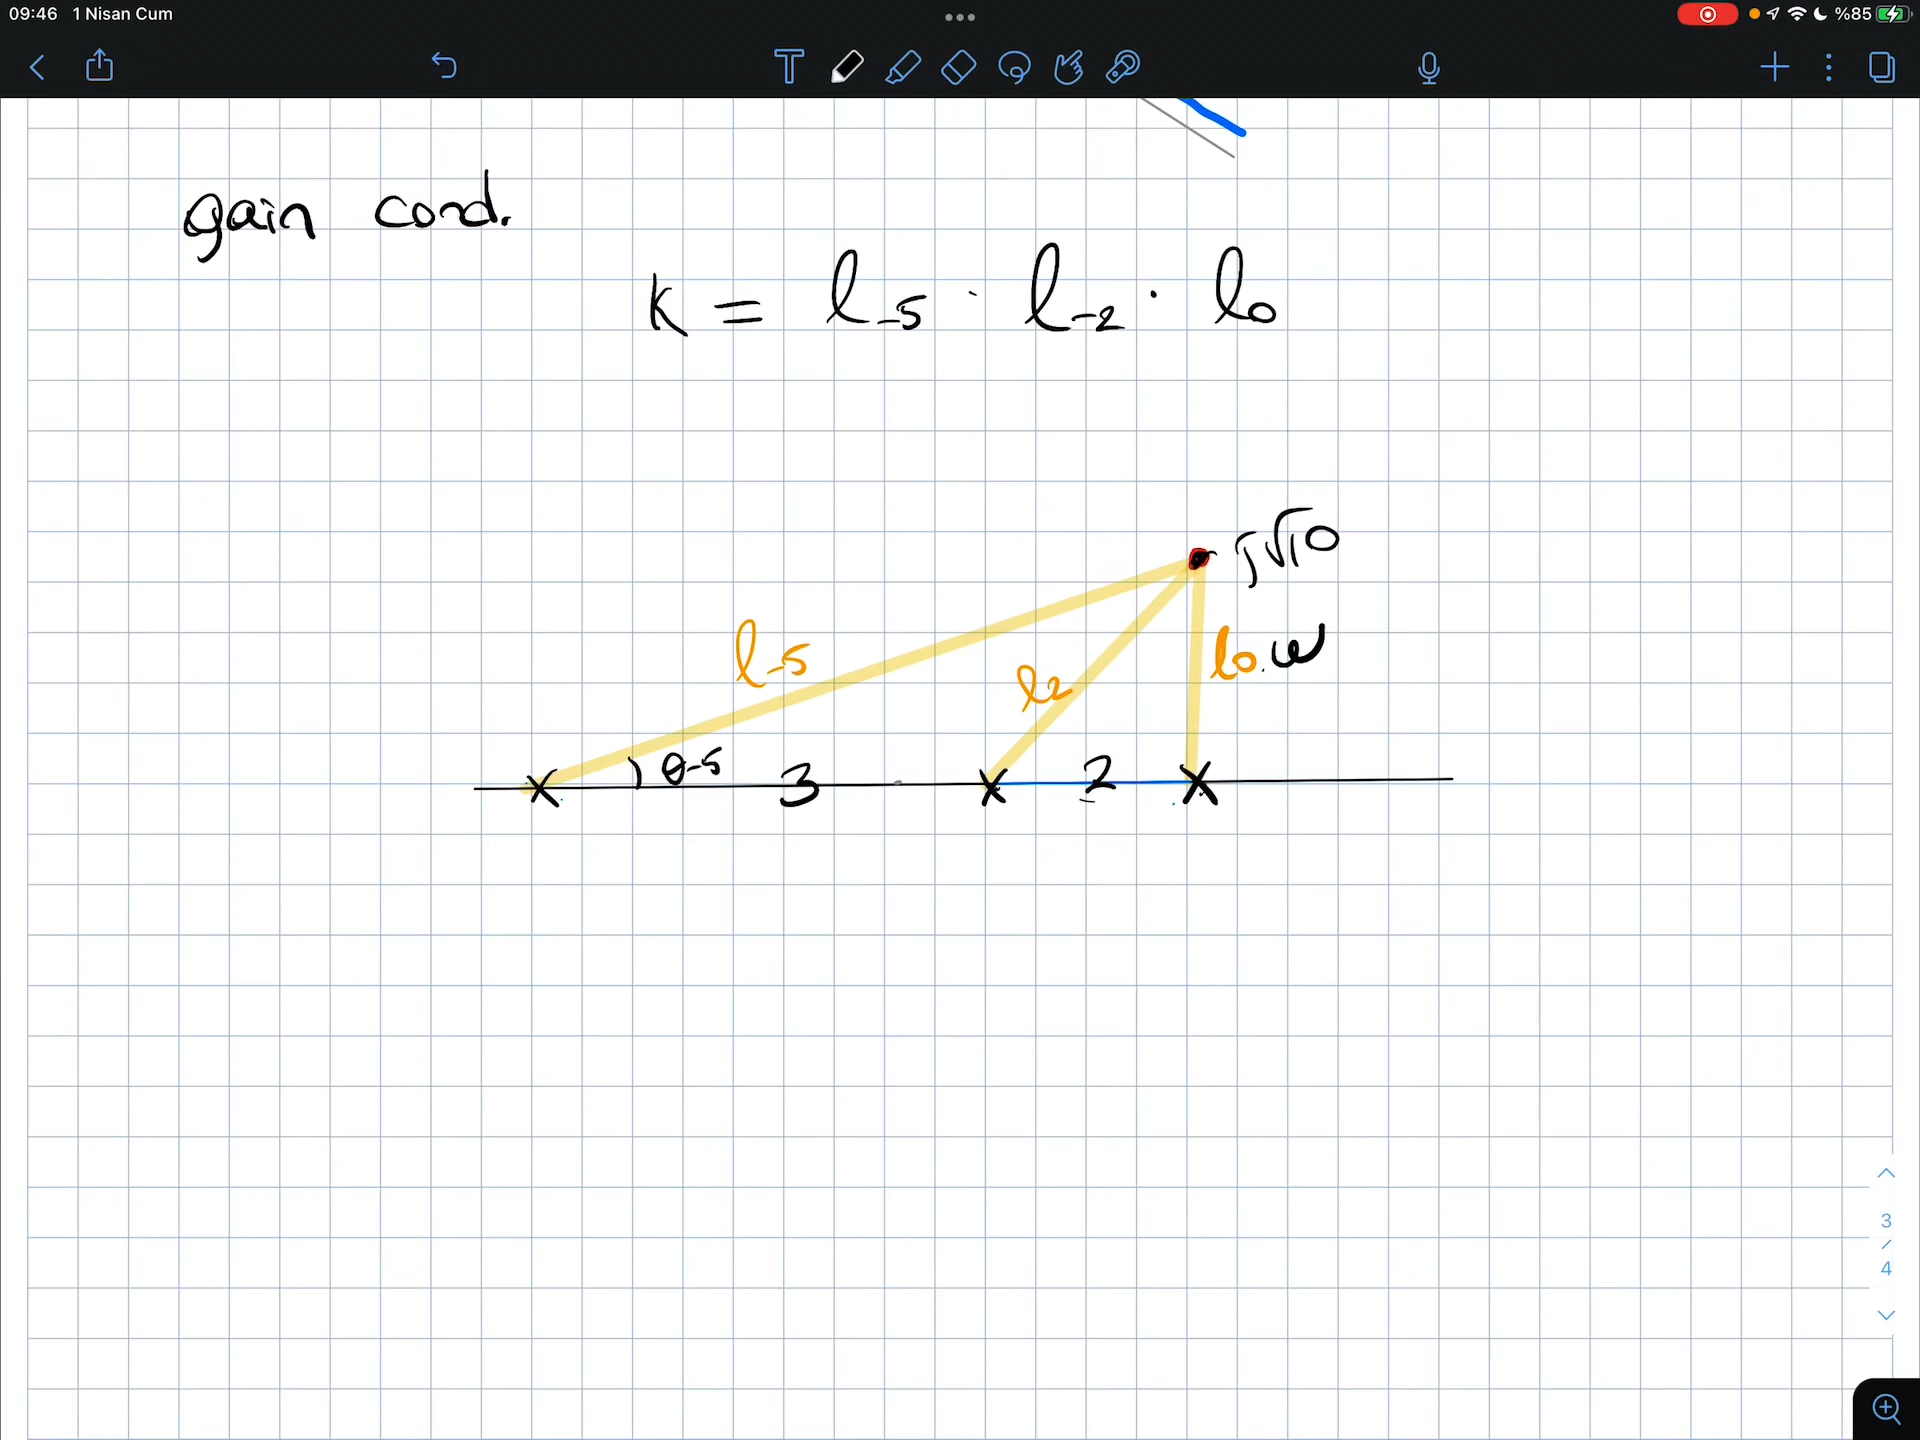 09:46 1 Nisan Cum %85
T
gain cond.
K = l-5 · l-2 · l0
j√10
l-5 l2 l0 . ω
θ-5 3 2
3
/
4